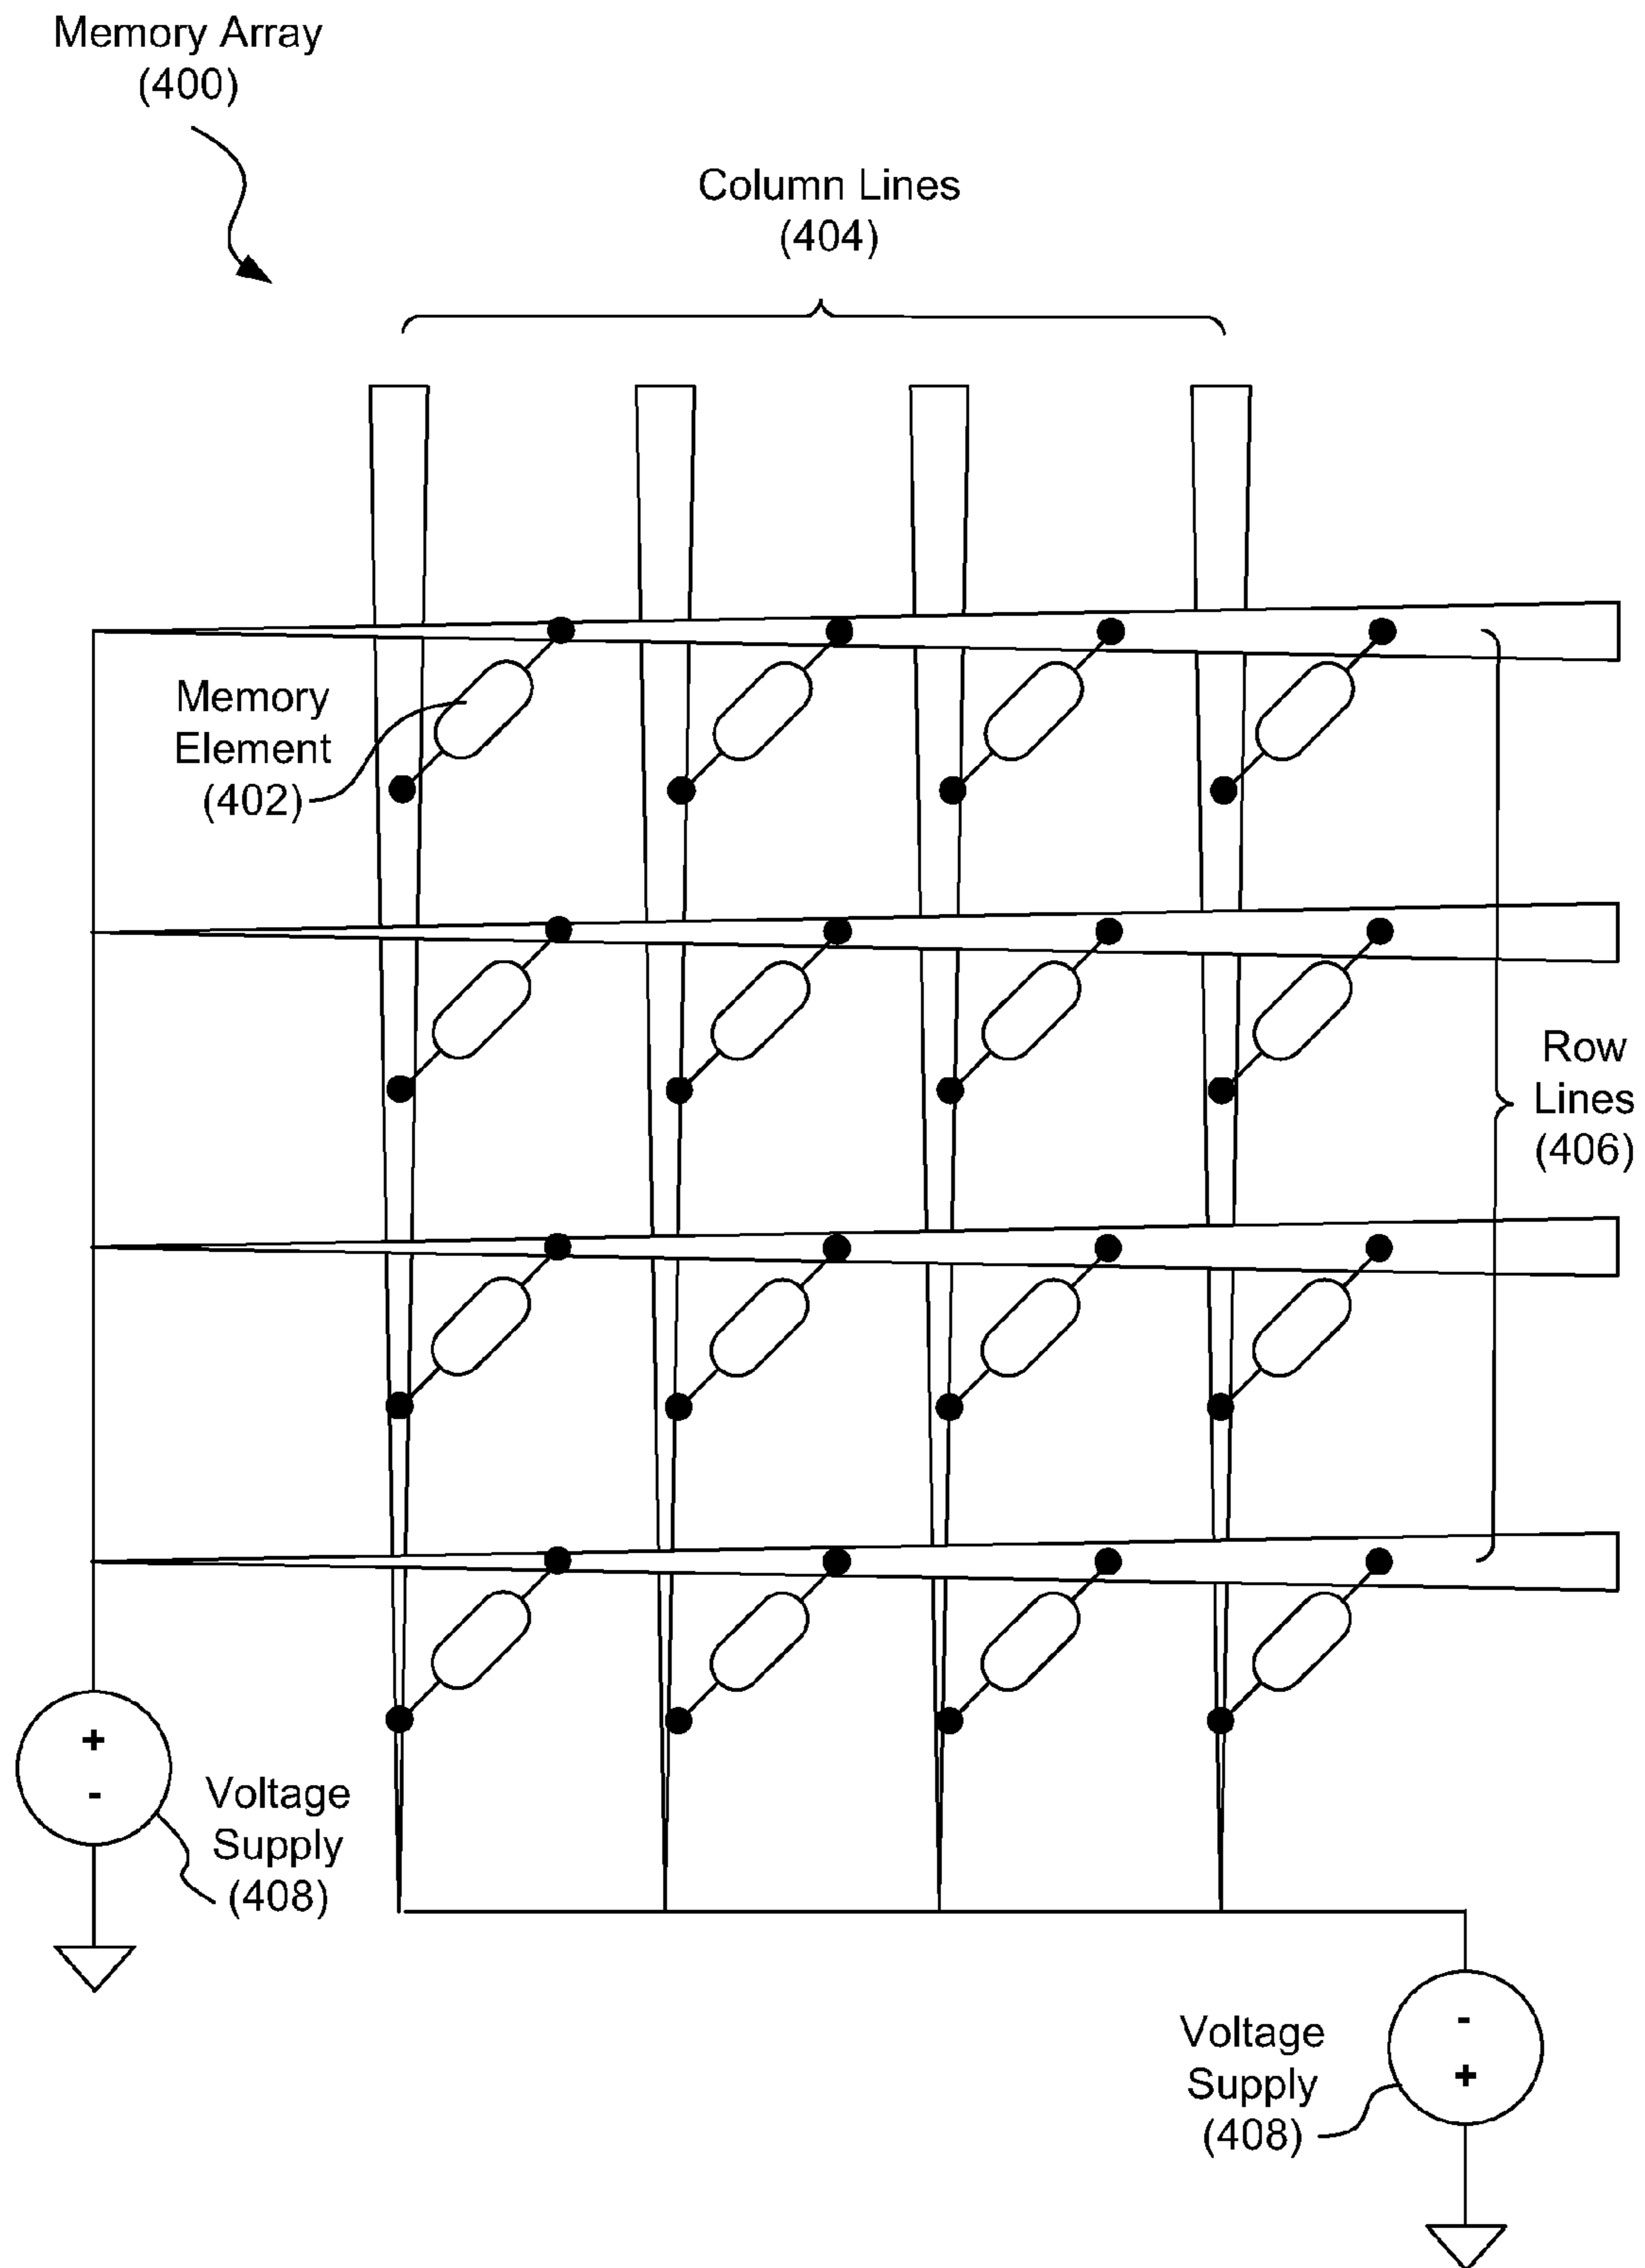 Memory Array
(400)
Column Lines
(404)
Memory
Element
(402)
Row
Lines
(406)
+
-
Voltage
Supply
(408)
Voltage
Supply
(408)
-
+